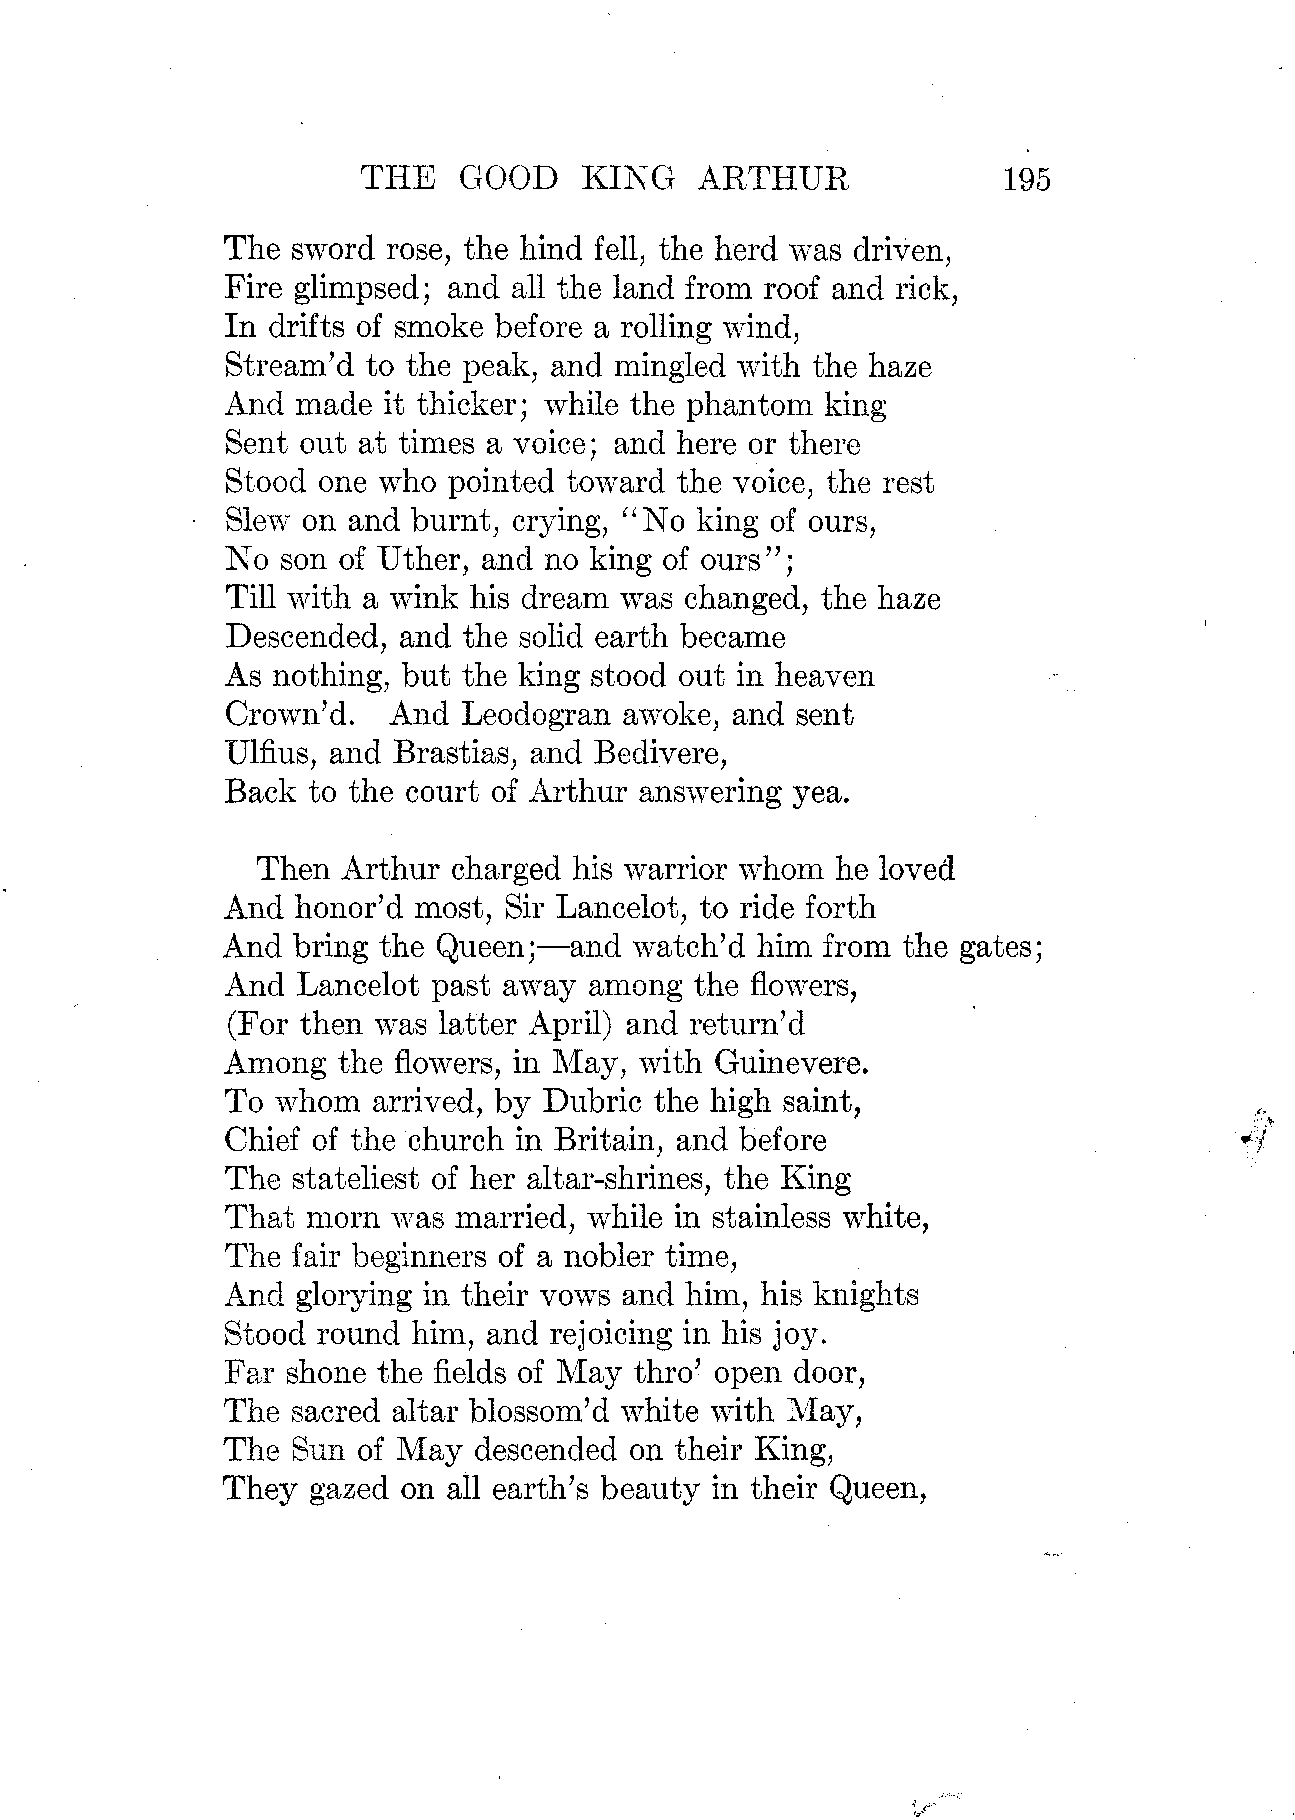 THE GOOD KING ARTHUR 195
The sword rose, the hind fell, the herd was driven,
Fire glimpsed; and all the land from roof and rick,
In drifts of smoke before a rolling wind,
Stream'd to the peak, and mingled with the haze
And made it thicker; while the phantom king
Sent out at times a voice; and here or there
Stood one who pointed toward the voice, the rest
Slew on and burnt, crying, "No king of ours,
No son of Uther, and no king of ours";
Till with a wink his dream was changed, the haze
Descended, and the solid earth became
As nothing, but the king stood out in heaven
Crown'd. And Leodogran awoke, and sent
Ulfius, and Brastias, and Bedivere,
Back to the court of Arthur answering yea.
Then Arthur charged his warrior whom he loved
And honor'd most, Sir Lancelot, to ride forth
And bring the Queen;—and watch'd him from the gates;
And Lancelot past away among the flowers,
(For then was latter April) and return'd
Among the flowers, in May, with Guinevere.
To whom arrived, by Dubric the high saint,
Chief of the church in Britain, and before
The stateliest of her altar-shrines, the King
That morn was married, while in stainless white,
The fair beginners of a nobler time,
And glorying in their vows and him, his knights
Stood round him, and rejoicing in his joy.
Far shone the fields of May thro' open door,
The sacred altar blossom'd white with May,
The Sun of May descended on their King,
They gazed on all earth's beauty in their Queen,